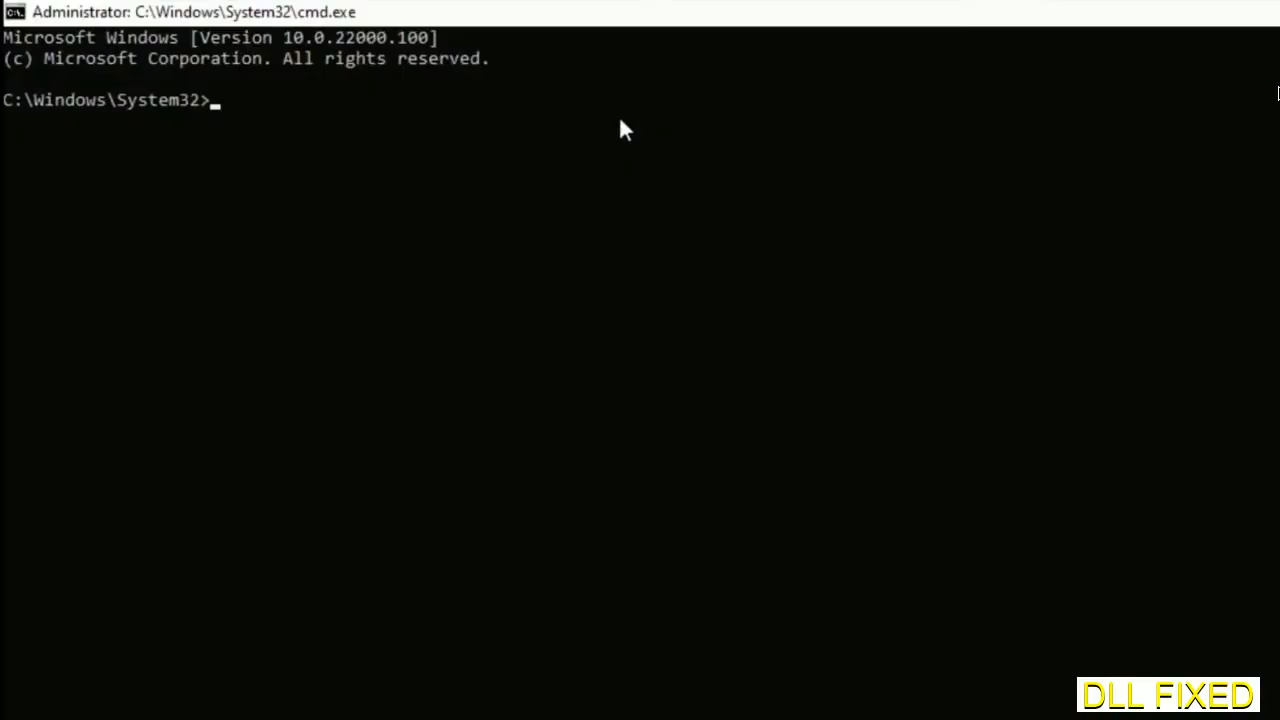 Administrator: C:\Windows\System32\cmd.exe
Microsoft Windows [Version 10.0.22000.100]
(c) Microsoft Corporation. All rights reserved.
C:\Windows\System32>
DLL FIXED